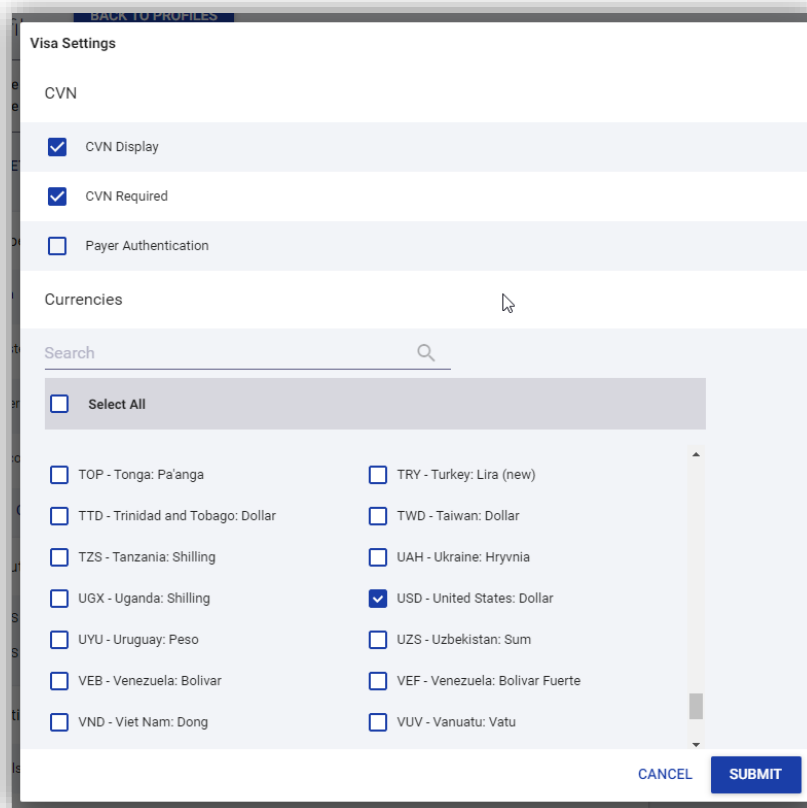 BACK TO PROFILES
Visa Settings
CVN
CVN Display
CVN Required
Payer Authentication
Currencies
Search
Select All
TOP - Tonga: Pa'anga
TRY - Turkey: Lira (new)
TTD - Trinidad and Tobago: Dollar
TWD - Taiwan: Dollar
TZS - Tanzania: Shilling
UAH - Ukraine: Hryvnia
UGX - Uganda: Shilling
USD - United States: Dollar
UYU - Uruguay: Peso
UZS - Uzbekistan: Sum
VEB - Venezuela: Bolivar
VEF - Venezuela: Bolivar Fuerte
VND - Viet Nam: Dong
VUV - Vanuatu: Vatu
CANCEL
SUBMIT